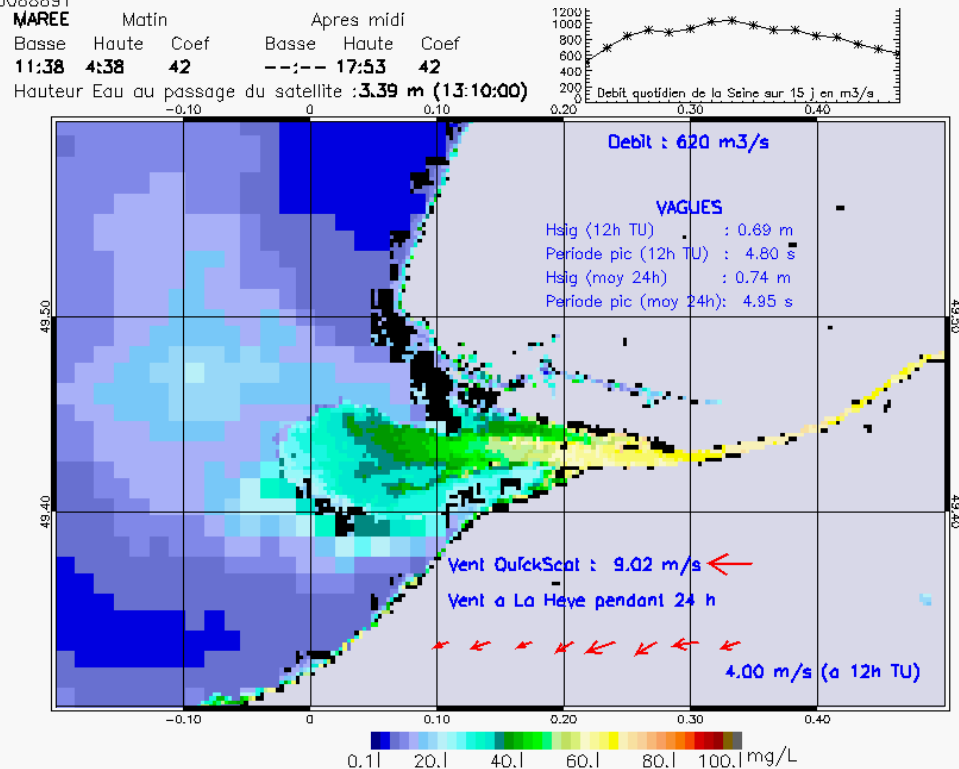 MAREE Matin Apres midi
Basse Haute Coef Basse Haute Coef
11:38 4:38 42 --:-- 17:53 42
Hauteur Eau au passage du satellite :3.39 m (13:10:00)
1200
1000
800
600
400
200
0
Debit quotidien de la Seine sur 15 j en m3/s
-0.10 0 0.10 0.20 0.30 0.40
Debit : 620 m3/s
VAGUES
Hsig (12h TU) : 0.69 m
Periode pic (12h TU) : 4.80 s
Hsig (moy 24h) : 0.74 m
Periode pic (moy 24h): 4.95 s
49.50 49.50
49.40 49.40
Vent QuickScat : 9.02 m/s
Vent a La Heve pendant 24 h
4.00 m/s (a 12h TU)
-0.10 0 0.10 0.20 0.30 0.40
0.1| 20.| 40.| 60.| 80.| 100.| mg/L